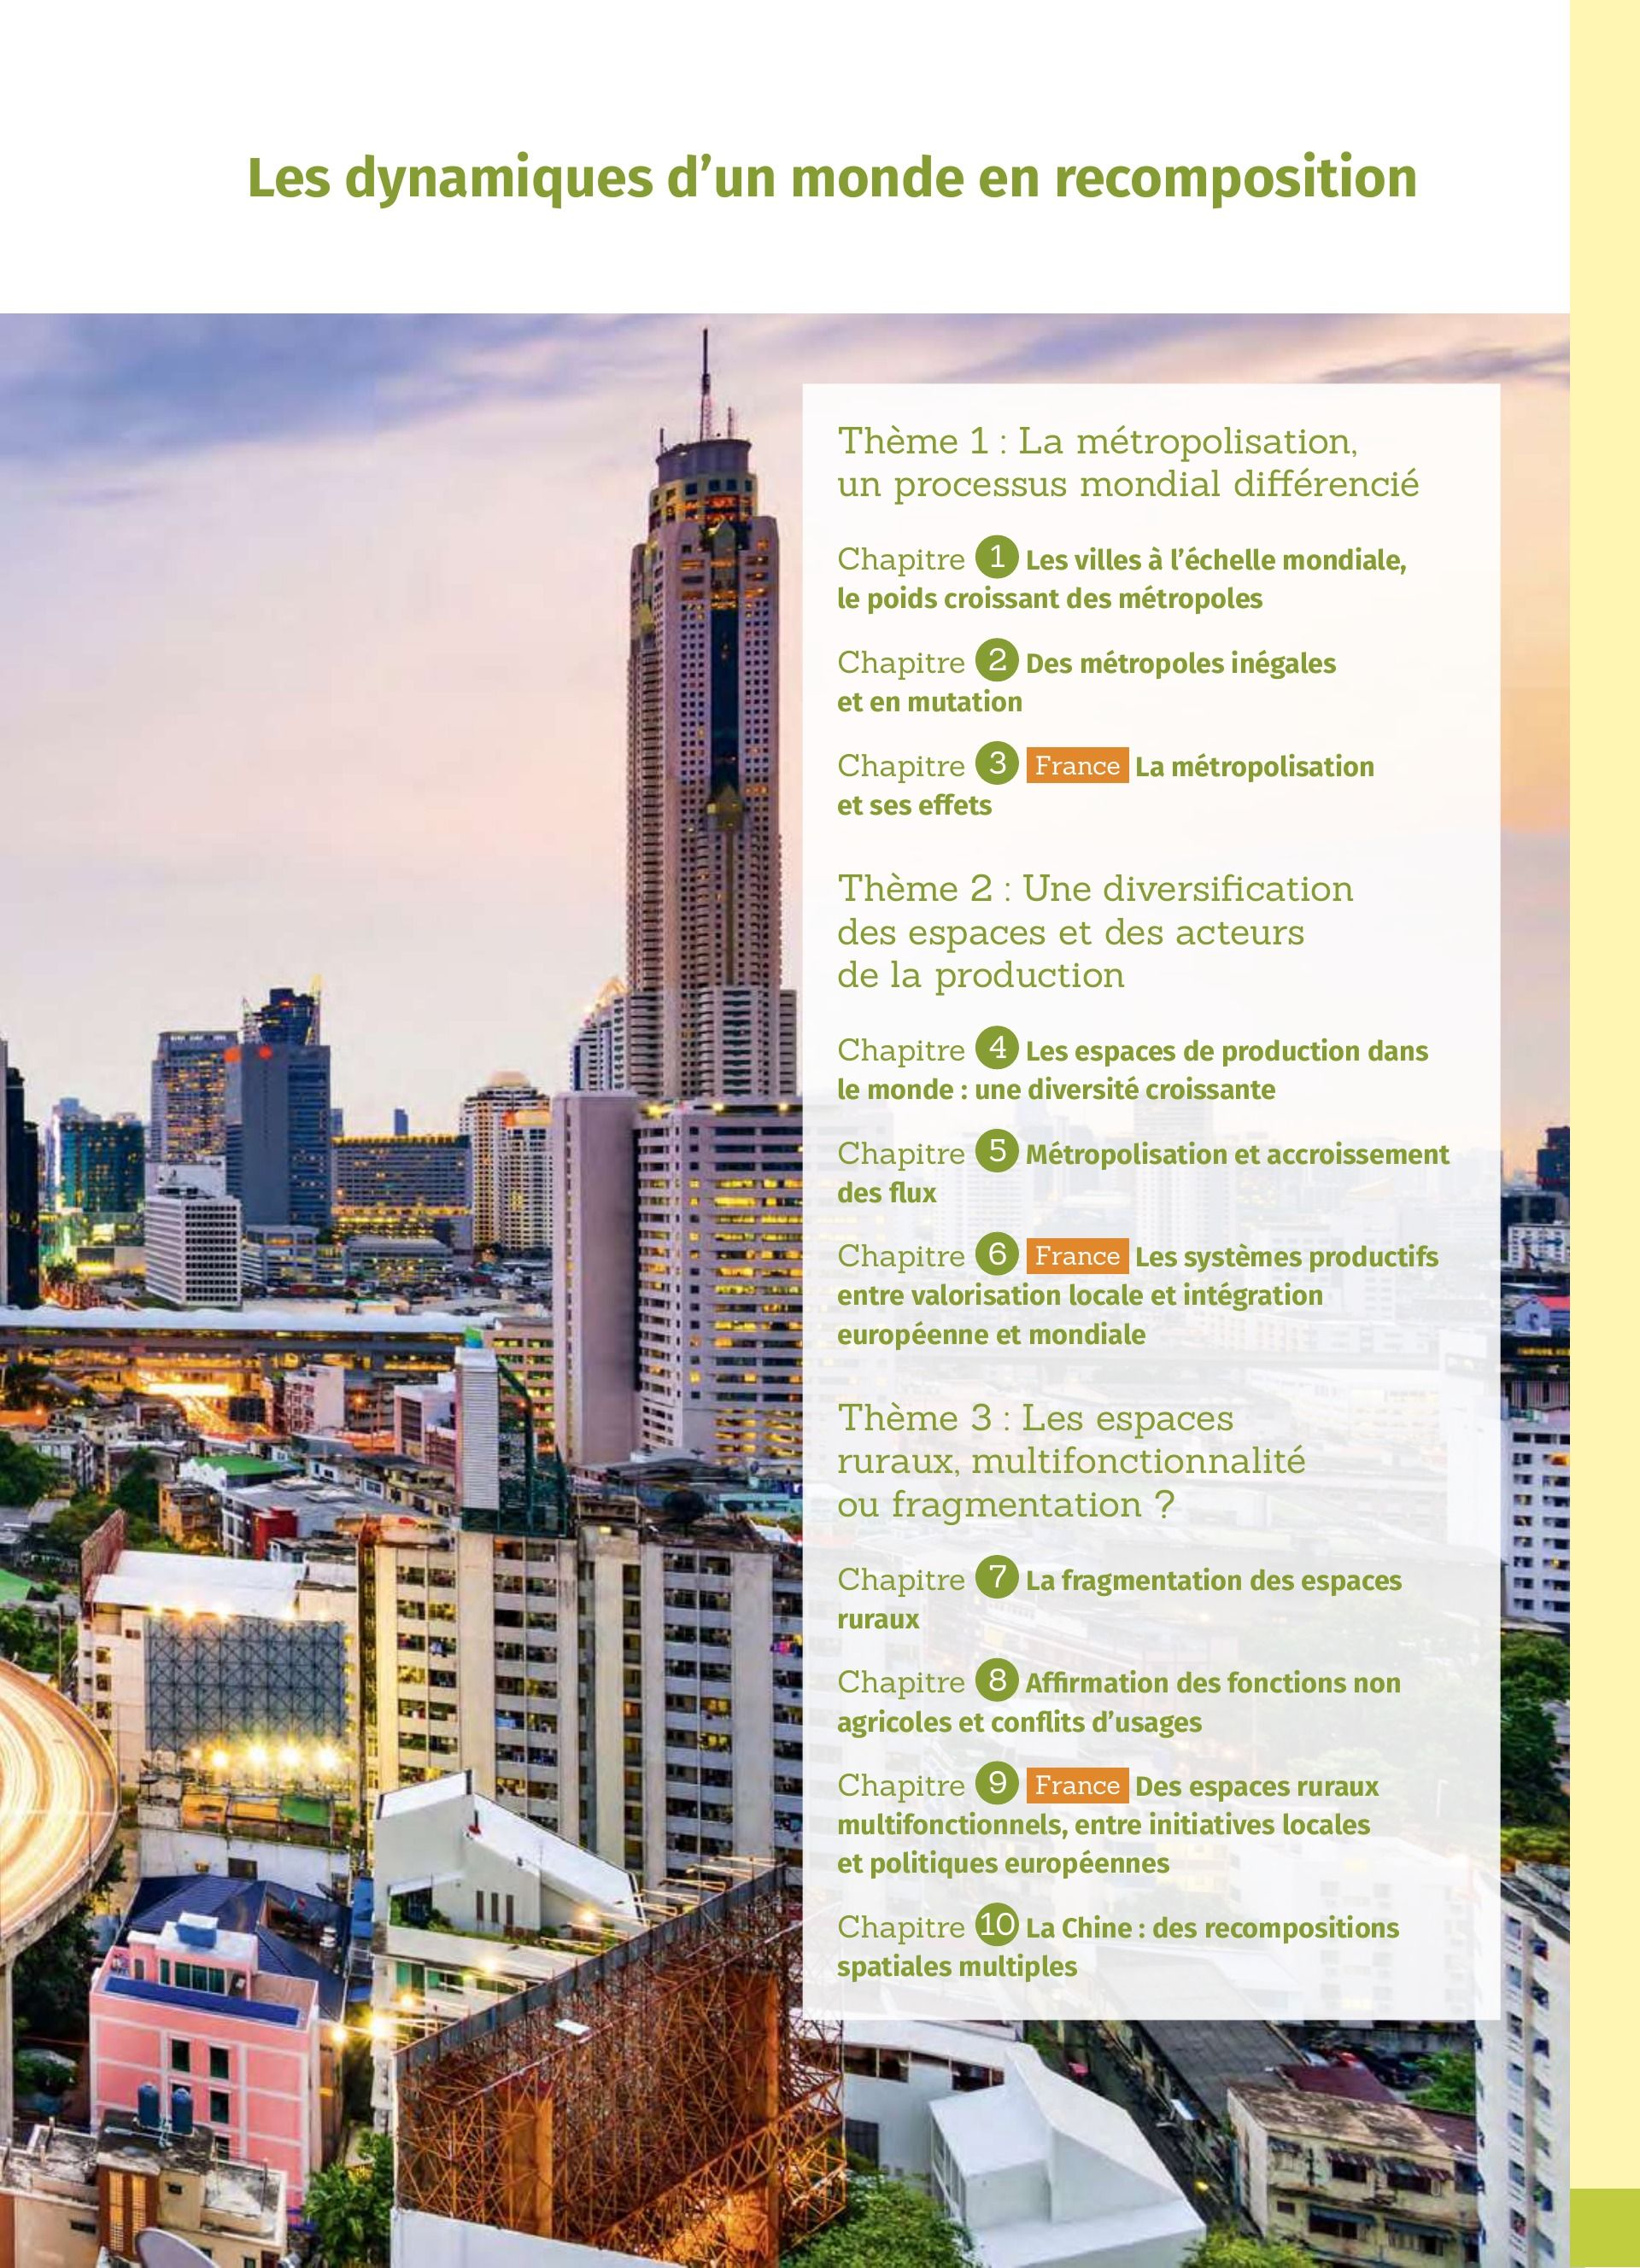 Les dynamiques d’un monde en recomposition
Thème 1 : La métropolisation,
un processus mondial différencié
Chapitre 1 Les villes à l’échelle mondiale,
le poids croissant des métropoles
Chapitre 2 Des métropoles inégales
et en mutation
Chapitre 3 France La métropolisation
et ses effets
Thème 2 : Une diversification
des espaces et des acteurs
de la production
Chapitre 4 Les espaces de production dans
le monde : une diversité croissante
Chapitre 5 Métropolisation et accroissement
des flux
Chapitre 6 France Les systèmes productifs
entre valorisation locale et intégration
européenne et mondiale
Thème 3 : Les espaces
ruraux, multifonctionnalité
ou fragmentation ?
Chapitre 7 La fragmentation des espaces
ruraux
Chapitre 8 Affirmation des fonctions non
agricoles et conflits d’usages
Chapitre 9 France Des espaces ruraux
multifonctionnels, entre initiatives locales
et politiques européennes
Chapitre 10 La Chine : des recompositions
spatiales multiples